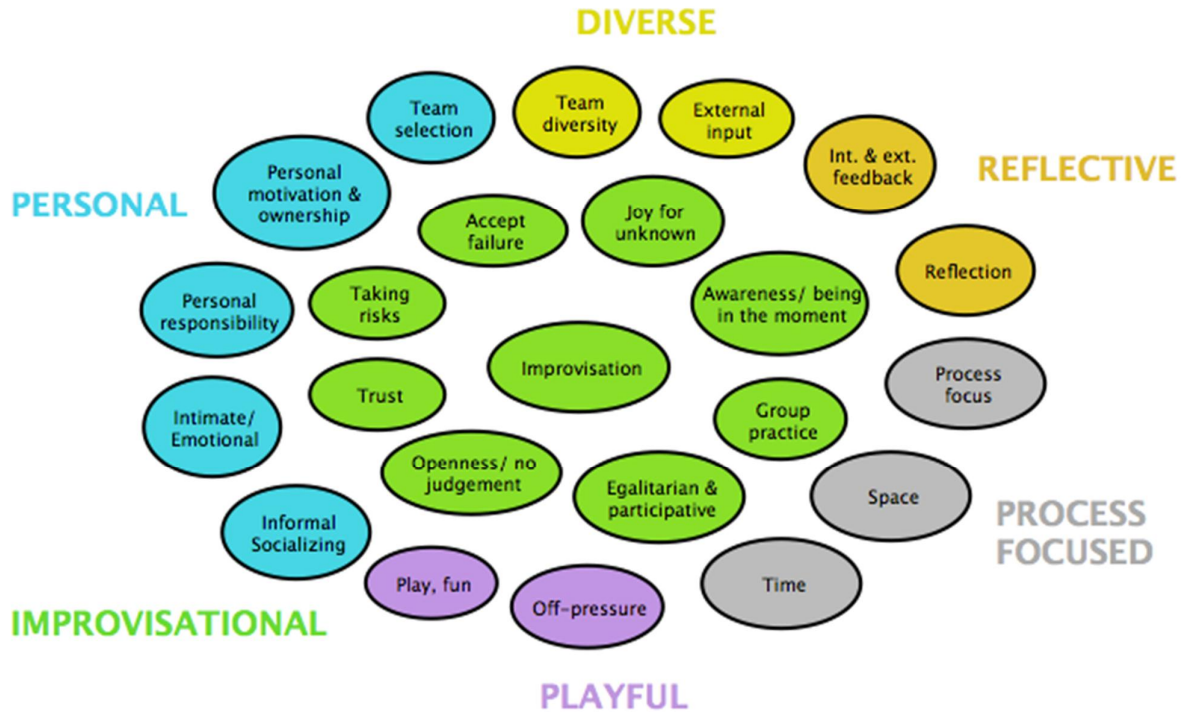 DIVERSE
Team
selection
Team
diversity
External
input
Int. & ext.
feedback
REFLECTIVE
PERSONAL
Personal
motivation &
ownership
Accept
failure
Joy for
unknown
Reflection
Personal
responsibility
Taking
risks
Awareness/ being
in the moment
Improvisation
Process
focus
Trust
Intimate/
Emotional
Group
practice
Openness/ no
judgement
Egalitarian &
participative
Space
PROCESS
FOCUSED
Informal
Socializing
Play, fun
Off-pressure
Time
IMPROVISATIONAL
PLAYFUL